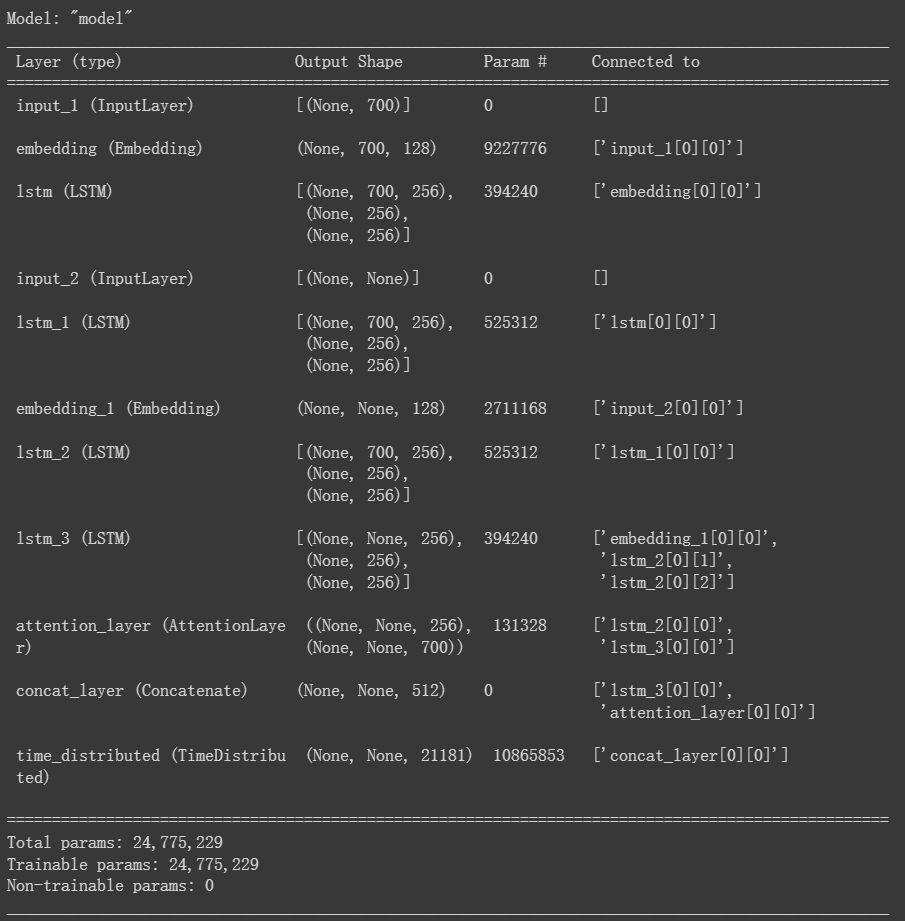 Model: "model"
Layer (type) Output Shape Param # Connected to
input_1 (InputLayer) [(None, 700)] 0 []
embedding (Embedding) (None, 700, 128) 9227776 ['input_1[0][0]']
lstm (LSTM) [(None, 700, 256), 394240 ['embedding[0][0]']
(None, 256),
(None, 256)]
input_2 (InputLayer) [(None, None)] 0 []
lstm_1 (LSTM) [(None, 700, 256), 525312 ['lstm[0][0]']
(None, 256),
(None, 256)]
embedding_1 (Embedding) (None, None, 128) 2711168 ['input_2[0][0]']
lstm_2 (LSTM) [(None, 700, 256), 525312 ['lstm_1[0][0]']
(None, 256),
(None, 256)]
lstm_3 (LSTM) [(None, None, 256), 394240 ['embedding_1[0][0]',
(None, 256), 'lstm_2[0][1]',
(None, 256)] 'lstm_2[0][2]']
attention_layer (AttentionLaye ((None, None, 256), 131328 ['lstm_2[0][0]',
r) (None, None, 700)) 'lstm_3[0][0]']
concat_layer (Concatenate) (None, None, 512) 0 ['lstm_3[0][0]',
'attention_layer[0][0]']
time_distributed (TimeDistribu (None, None, 21181) 10865853 ['concat_layer[0][0]']
ted)
Total params: 24,775,229
Trainable params: 24,775,229
Non-trainable params: 0